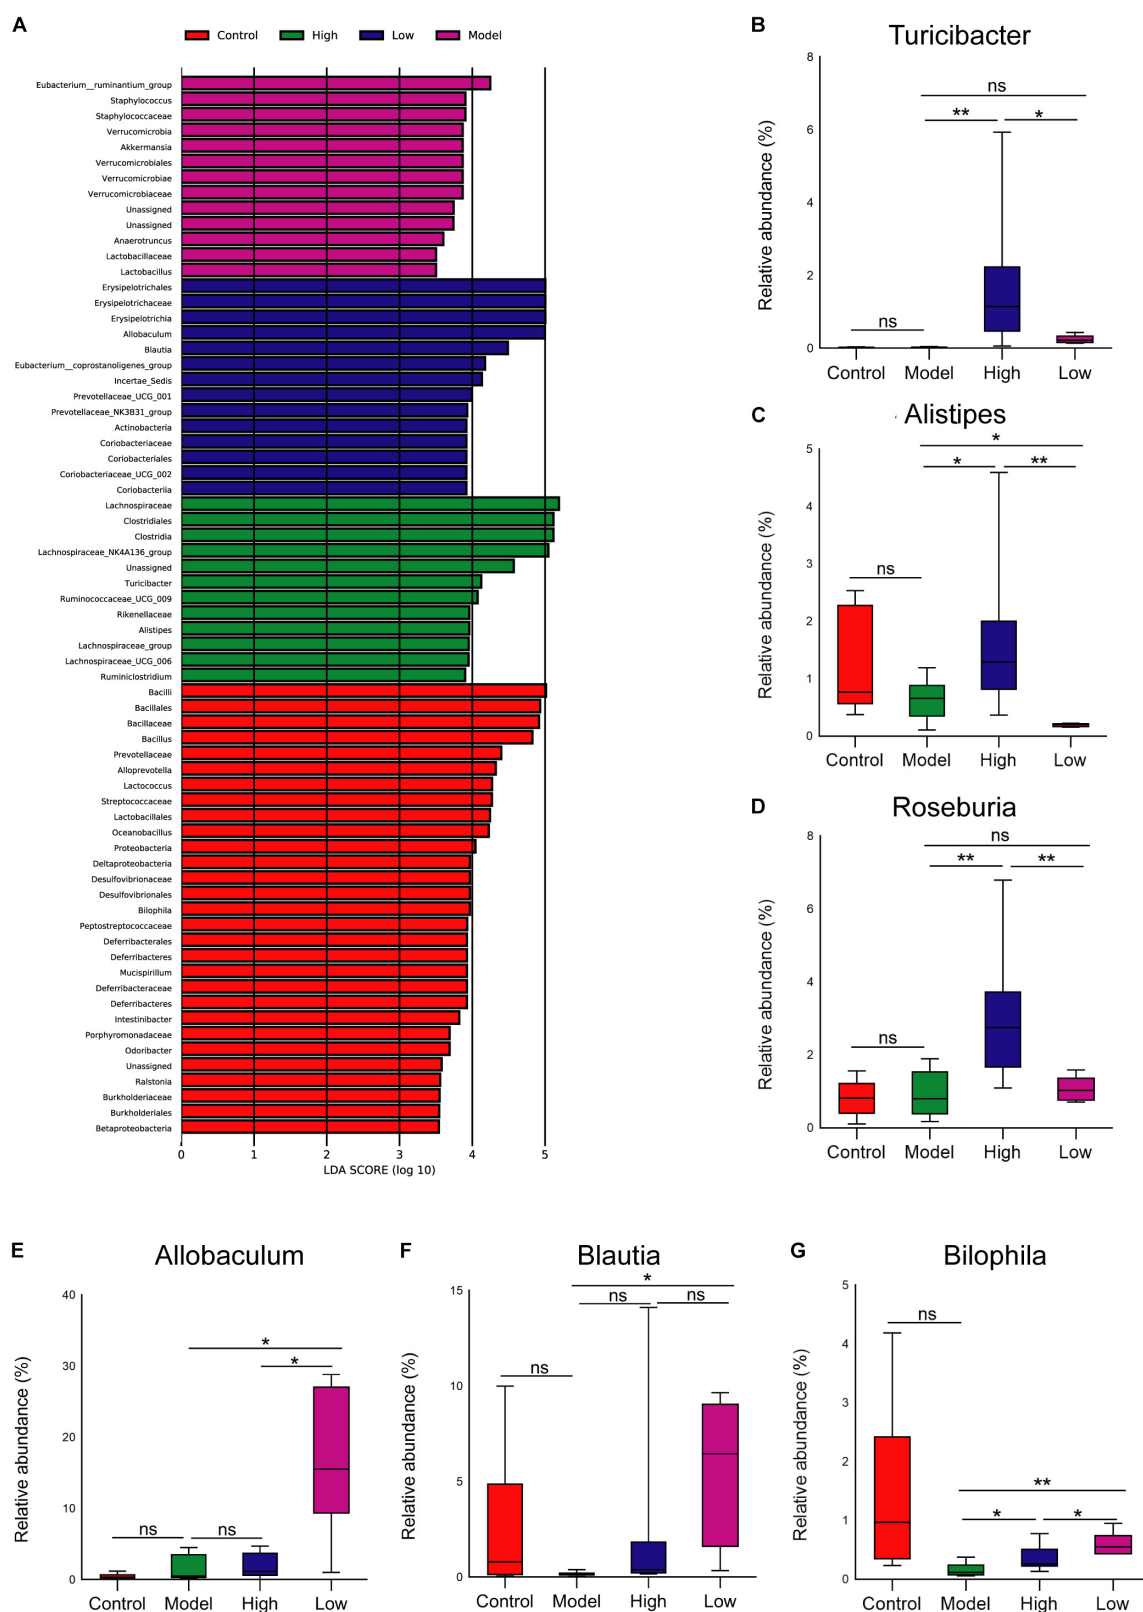 A
Control High Low Model
Eubacterium__ruminantium_group
Staphylococcus
Staphylococcaceae
Verrucomicrobia
Akkermansia
Verrucomicrobiales
Verrucomicrobiae
Verrucomicrobiaceae
Unassigned
Unassigned
Anaerotruncus
Lactobacillaceae
Lactobacillus
Erysipelotrichales
Erysipelotrichaceae
Erysipelotrichia
Allobaculum
Blautia
Eubacterium__coprostanoligenes_group
Incertae_Sedis
Prevotellaceae_UCG_001
Prevotellaceae_NK3B31_group
Actinobacteria
Coriobacteriaceae
Coriobacteriales
Coriobacteriaceae_UCG_002
Coriobacteriia
Lachnospiraceae
Clostridiales
Clostridia
Lachnospiraceae_NK4A136_group
Unassigned
Turicibacter
Ruminococcaceae_UCG_009
Rikenellaceae
Alistipes
Lachnospiraceae_group
Lachnospiraceae_UCG_006
Ruminiclostridium
Bacilli
Bacillales
Bacillaceae
Bacillus
Prevotellaceae
Alloprevotella
Lactococcus
Streptococcaceae
Lactobacillales
Oceanobacillus
Proteobacteria
Deltaproteobacteria
Desulfovibrionaceae
Desulfovibrionales
Bilophila
Peptostreptococcaceae
Deferribacterales
Deferribacteres
Mucispirillum
Deferribacteraceae
Deferribacteres
Intestinibacter
Porphyromonadaceae
Odoribacter
Unassigned
Ralstonia
Burkholderiaceae
Burkholderiales
Betaproteobacteria
0 1 2 3 4 5
LDA SCORE (log 10)
B
Turicibacter
Relative abundance (%)
8
6
4
2
0
ns
** *
ns
Control Model High Low
C
Alistipes
Relative abundance (%)
5
4
3
2
1
0
*
* **
ns
Control Model High Low
D
Roseburia
Relative abundance (%)
8
6
4
2
0
ns
** **
ns
Control Model High Low
E
Allobaculum
Relative abundance (%)
40
30
20
10
0
*
*
ns ns
Control Model High Low
F
Blautia
Relative abundance (%)
15
10
5
0
*
ns ns
ns
Control Model High Low
G
Bilophila
Relative abundance (%)
5
4
3
2
1
0
ns
**
* *
Control Model High Low